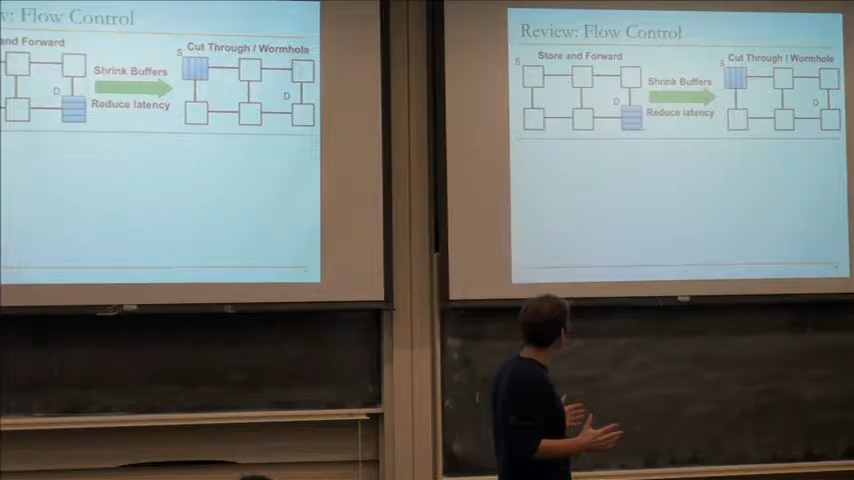 w: Flow Control
and Forward
Cut Through / Wormhole
S
Shrink Buffers
D
D
Reduce latency
Review: Flow Control
Store and Forward
Cut Through / Wormhole
S
S
Shrink Buffers
D
D
Reduce latency